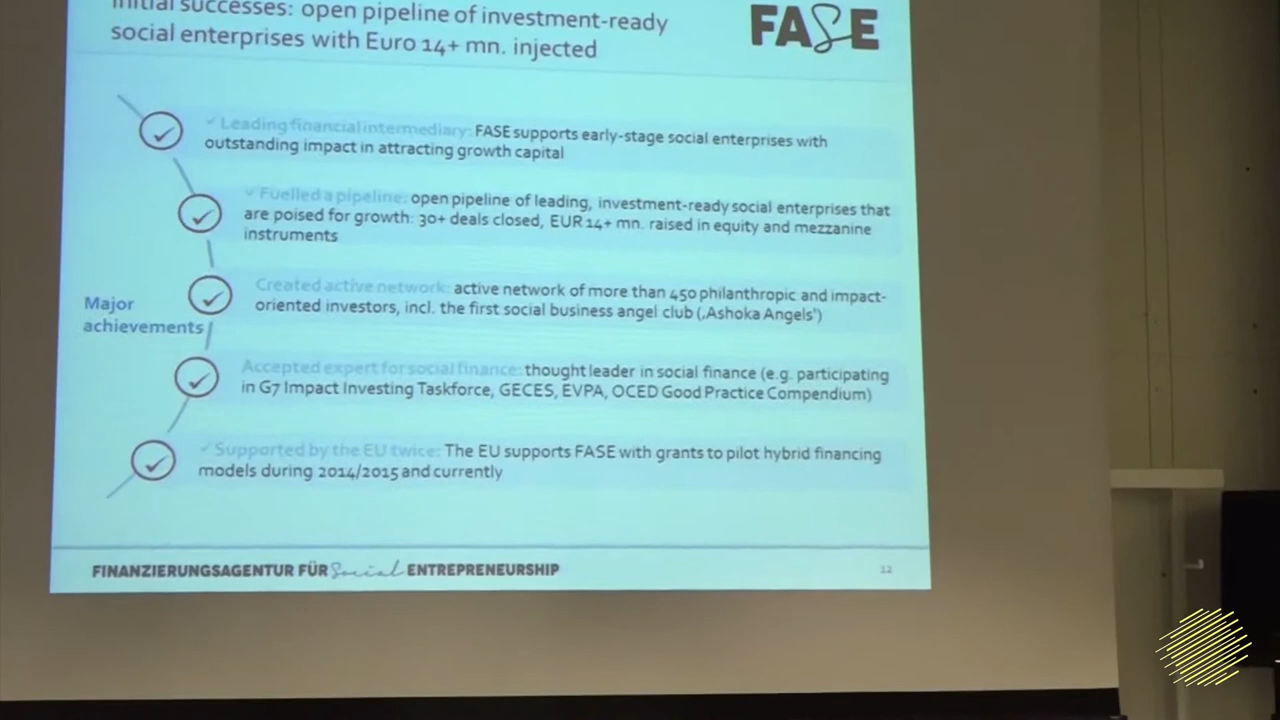 Initial successes: open pipeline of investment-ready
social enterprises with Euro 14+ mn. injected
FASE
✓ Leading financial intermediary: FASE supports early-stage social enterprises with
outstanding impact in attracting growth capital
✓ Fuelled a pipeline: open pipeline of leading, investment-ready social enterprises that
are poised for growth: 30+ deals closed, EUR 14+ mn. raised in equity and mezzanine
instruments
Major
achievements
Created active network: active network of more than 450 philanthropic and impact-
oriented investors, incl. the first social business angel club (‚Ashoka Angels')
Accepted expert for social finance: thought leader in social finance (e.g. participating
in G7 Impact Investing Taskforce, GECES, EVPA, OCED Good Practice Compendium)
✓ Supported by the EU twice: The EU supports FASE with grants to pilot hybrid financing
models during 2014/2015 and currently
FINANZIERUNGSAGENTUR FÜR Social ENTREPRENEURSHIP